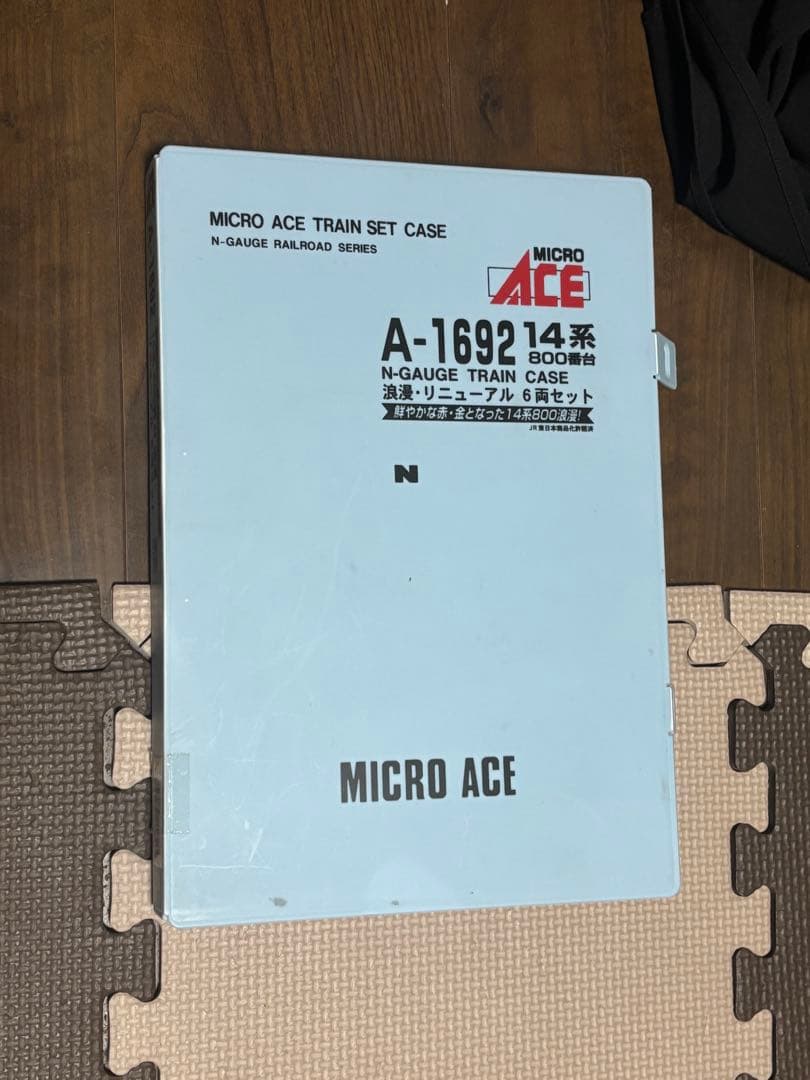 MICRO ACE TRAIN SET CASE
N-GAUGE RAILROAD SERIES
MICRO
ACE
A-1692 14系
800番台
N-GAUGE TRAIN CASE
浪漫・リニューアル 6両セット
鮮やかな赤・金となった14系800浪漫!
JR東日本商品化許諾済
N
MICRO ACE